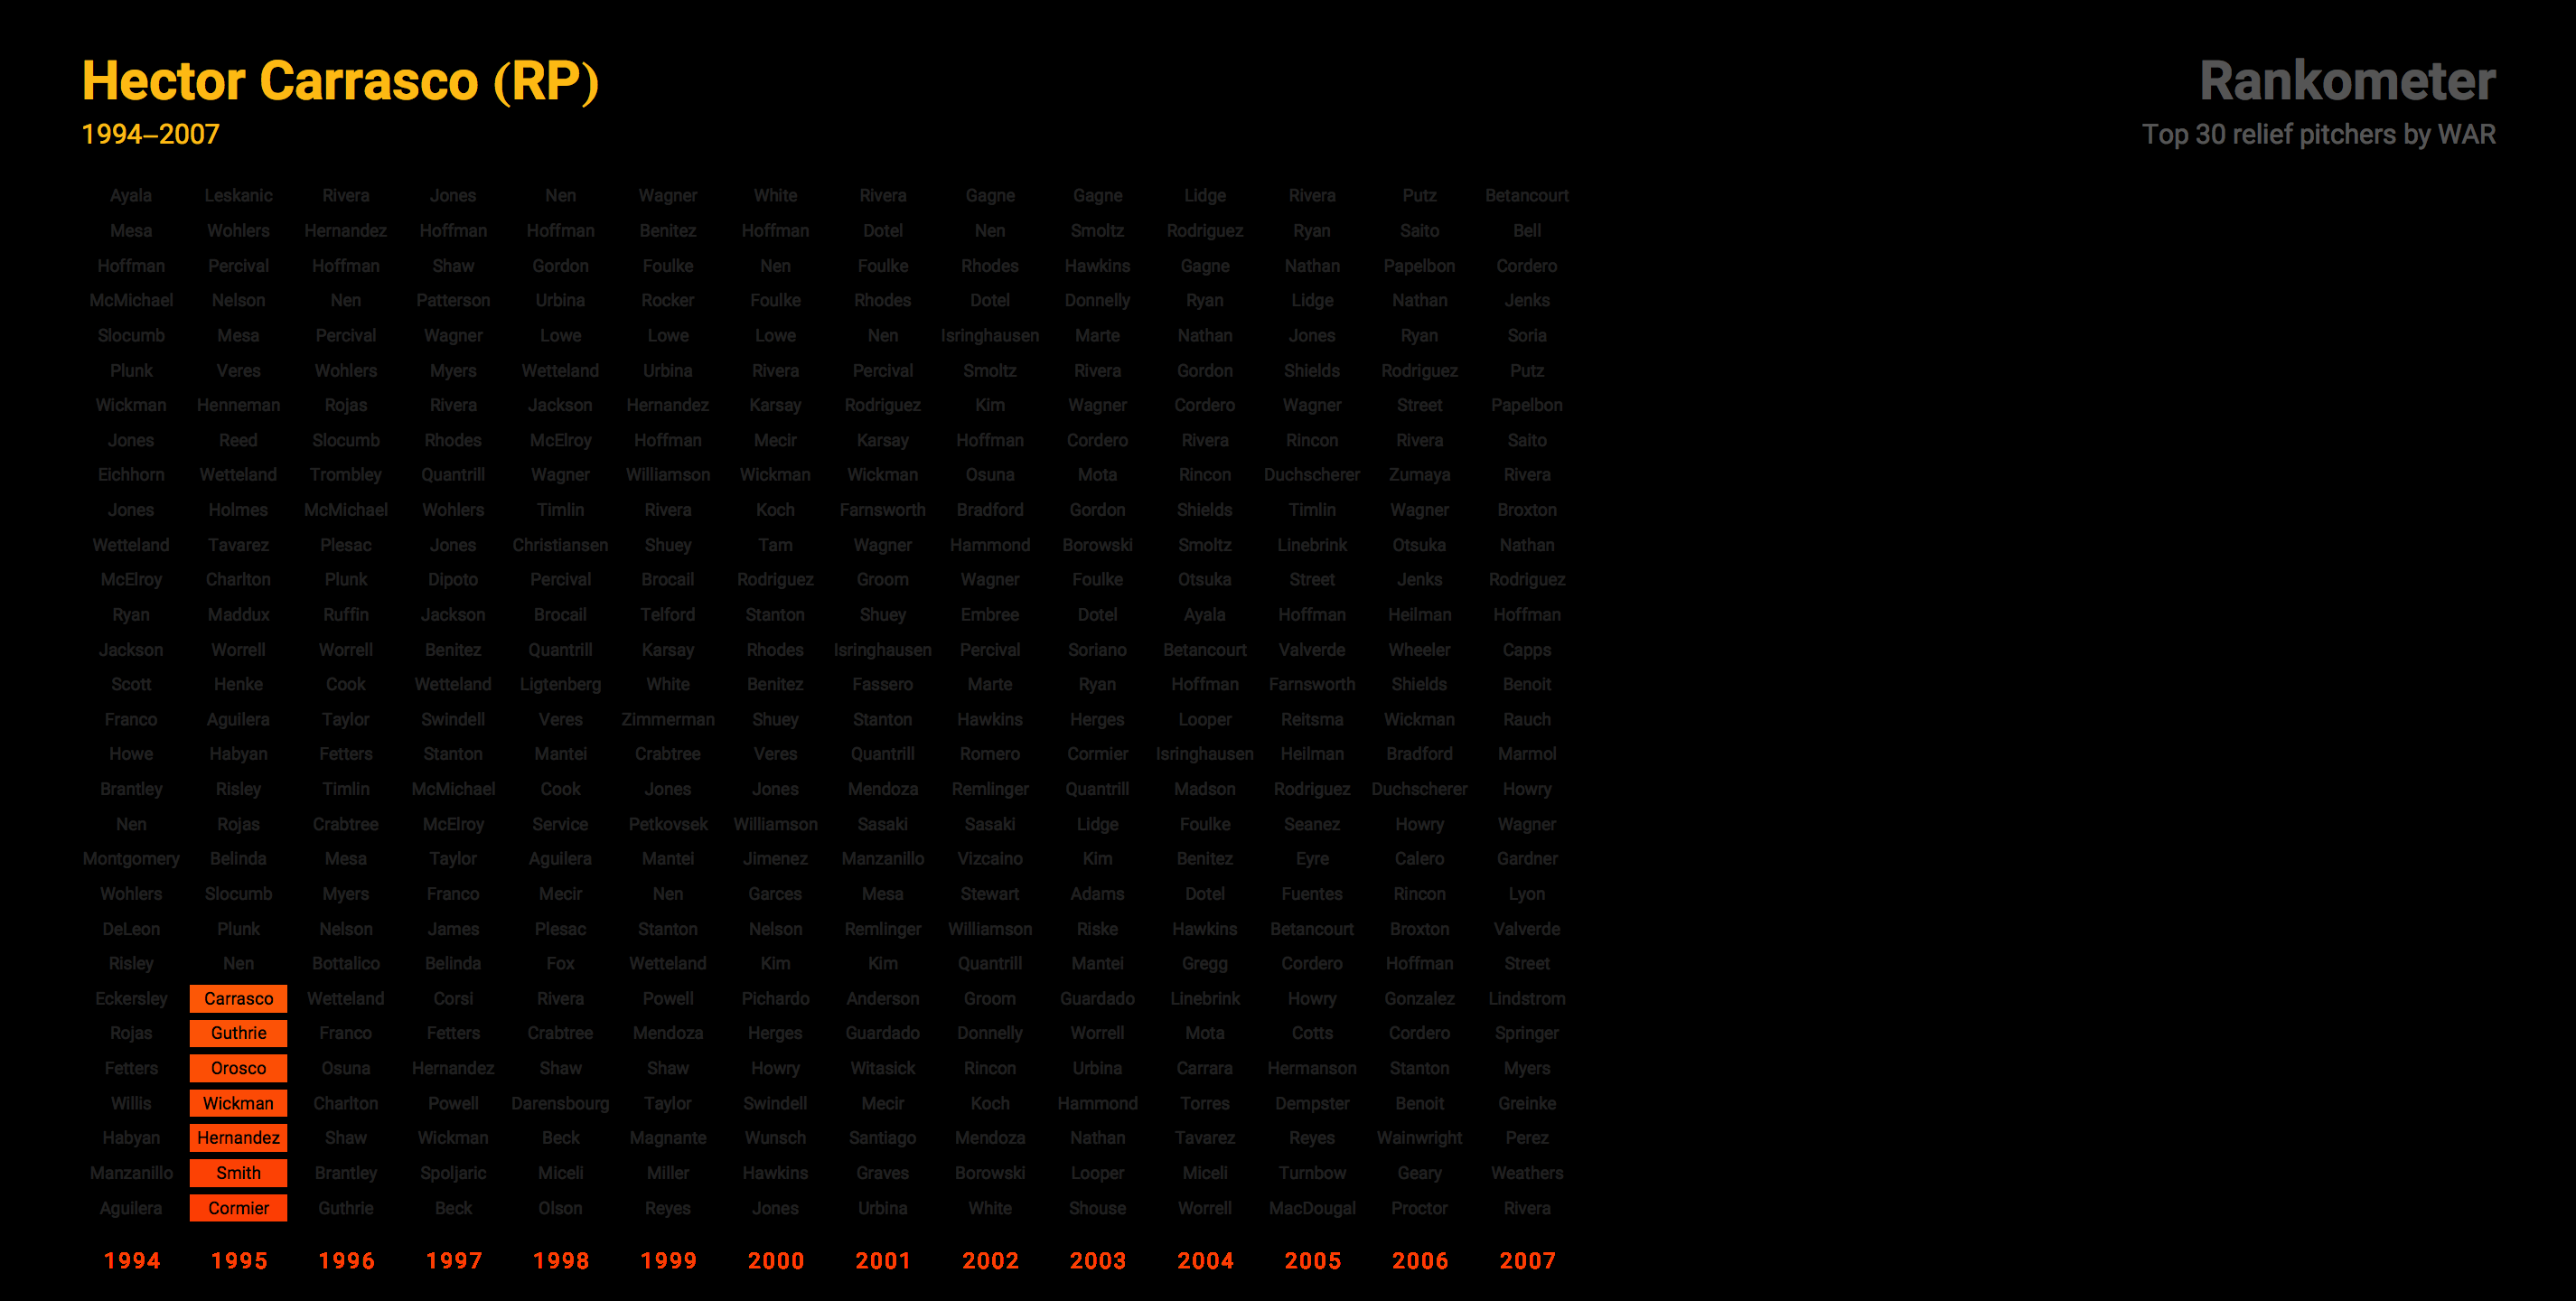 Hector Carrasco (RP)
1994–2007
Rankometer
Top 30 relief pitchers by WAR
Ayala Leskanic Rivera Jones Nen Wagner White Rivera Gagne Gagne Lidge Rivera Putz Betancourt
Mesa Wohlers Hernandez Hoffman Hoffman Benitez Hoffman Dotel Nen Smoltz Rodriguez Ryan Saito Bell
Hoffman Percival Hoffman Shaw Gordon Foulke Nen Foulke Rhodes Hawkins Gagne Nathan Papelbon Cordero
McMichael Nelson Nen Patterson Urbina Rocker Foulke Rhodes Dotel Donnelly Ryan Lidge Nathan Jenks
Slocumb Mesa Percival Wagner Lowe Lowe Lowe Nen Isringhausen Marte Nathan Jones Ryan Soria
Plunk Veres Wohlers Myers Wetteland Urbina Rivera Percival Smoltz Rivera Gordon Shields Rodriguez Putz
Wickman Henneman Rojas Rivera Jackson Hernandez Karsay Rodriguez Kim Wagner Cordero Wagner Street Papelbon
Jones Reed Slocumb Rhodes McElroy Hoffman Mecir Karsay Hoffman Cordero Rivera Rincon Rivera Saito
Eichhorn Wetteland Trombley Quantrill Wagner Williamson Wickman Wickman Osuna Mota Rincon Duchscherer Zumaya Rivera
Jones Holmes McMichael Wohlers Timlin Rivera Koch Farnsworth Bradford Gordon Shields Timlin Wagner Broxton
Wetteland Tavarez Plesac Jones Christiansen Shuey Tam Wagner Hammond Borowski Smoltz Linebrink Otsuka Nathan
McElroy Charlton Plunk Dipoto Percival Brocail Rodriguez Groom Wagner Foulke Otsuka Street Jenks Rodriguez
Ryan Maddux Ruffin Jackson Brocail Telford Stanton Shuey Embree Dotel Ayala Hoffman Heilman Hoffman
Jackson Worrell Worrell Benitez Quantrill Karsay Rhodes Isringhausen Percival Soriano Betancourt Valverde Wheeler Capps
Scott Henke Cook Wetteland Ligtenberg White Benitez Fassero Marte Ryan Hoffman Farnsworth Shields Benoit
Franco Aguilera Taylor Swindell Veres Zimmerman Shuey Stanton Hawkins Herges Looper Reitsma Wickman Rauch
Howe Habyan Fetters Stanton Mantei Crabtree Veres Quantrill Romero Cormier Isringhausen Heilman Bradford Marmol
Brantley Risley Timlin McMichael Cook Jones Jones Mendoza Remlinger Quantrill Madson Rodriguez Duchscherer Howry
Nen Rojas Crabtree McElroy Service Petkovsek Williamson Sasaki Sasaki Lidge Foulke Seanez Howry Wagner
Montgomery Belinda Mesa Taylor Aguilera Mantei Jimenez Manzanillo Vizcaino Kim Benitez Eyre Calero Gardner
Wohlers Slocumb Myers Franco Mecir Nen Garces Mesa Stewart Adams Dotel Fuentes Rincon Lyon
DeLeon Plunk Nelson James Plesac Stanton Nelson Remlinger Williamson Riske Hawkins Betancourt Broxton Valverde
Risley Nen Bottalico Belinda Fox Wetteland Kim Kim Quantrill Mantei Gregg Cordero Hoffman Street
Eckersley Carrasco Wetteland Corsi Rivera Powell Pichardo Anderson Groom Guardado Linebrink Howry Gonzalez Lindstrom
Rojas Guthrie Franco Fetters Crabtree Mendoza Herges Guardado Donnelly Worrell Mota Cotts Cordero Springer
Fetters Orosco Osuna Hernandez Shaw Shaw Howry Witasick Rincon Urbina Carrara Hermanson Stanton Myers
Willis Wickman Charlton Powell Darensbourg Taylor Swindell Mecir Koch Hammond Torres Dempster Benoit Greinke
Habyan Hernandez Shaw Wickman Beck Magnante Wunsch Santiago Mendoza Nathan Tavarez Reyes Wainwright Perez
Manzanillo Smith Brantley Spoljaric Miceli Miller Hawkins Graves Borowski Looper Miceli Turnbow Geary Weathers
Aguilera Cormier Guthrie Beck Olson Reyes Jones Urbina White Shouse Worrell MacDougal Proctor Rivera
1994 1995 1996 1997 1998 1999 2000 2001 2002 2003 2004 2005 2006 2007